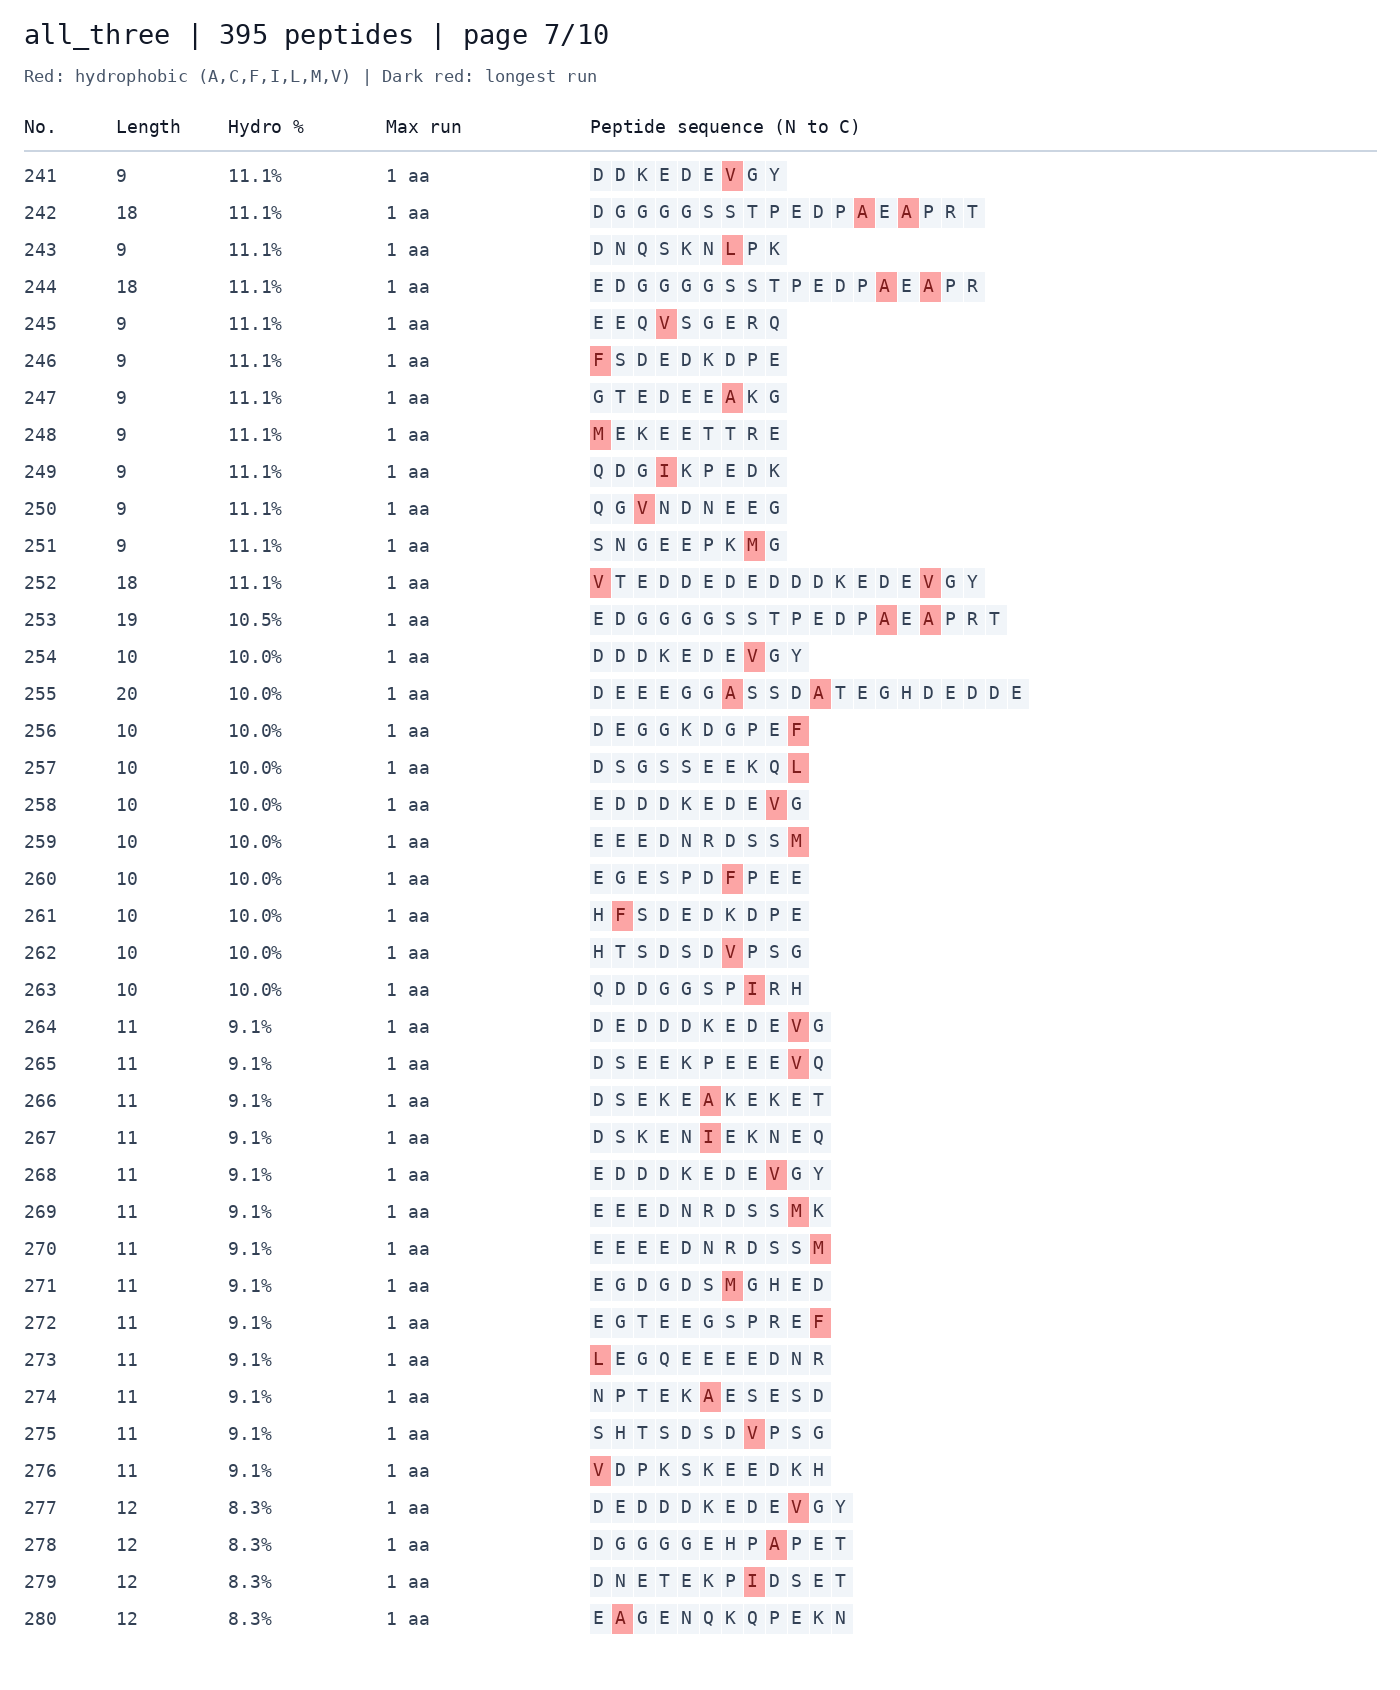 all_three | 395 peptides | page 7/10
Red: hydrophobic (A,C,F,I,L,M,V) | Dark red: longest run
No. Length Hydro % Max run Peptide sequence (N to C)
241 9 11.1% 1 aa D D K E D E V G Y
242 18 11.1% 1 aa D G G G G S S T P E D P A E A P R T
243 9 11.1% 1 aa D N Q S K N L P K
244 18 11.1% 1 aa E D G G G G S S T P E D P A E A P R
245 9 11.1% 1 aa E E Q V S G E R Q
246 9 11.1% 1 aa F S D E D K D P E
247 9 11.1% 1 aa G T E D E E A K G
248 9 11.1% 1 aa M E K E E T T R E
249 9 11.1% 1 aa Q D G I K P E D K
250 9 11.1% 1 aa Q G V N D N E E G
251 9 11.1% 1 aa S N G E E P K M G
252 18 11.1% 1 aa V T E D D E D E D D D K E D E V G Y
253 19 10.5% 1 aa E D G G G G S S T P E D P A E A P R T
254 10 10.0% 1 aa D D D K E D E V G Y
255 20 10.0% 1 aa D E E E G G A S S D A T E G H D E D D E
256 10 10.0% 1 aa D E G G K D G P E F
257 10 10.0% 1 aa D S G S S E E K Q L
258 10 10.0% 1 aa E D D D K E D E V G
259 10 10.0% 1 aa E E E D N R D S S M
260 10 10.0% 1 aa E G E S P D F P E E
261 10 10.0% 1 aa H F S D E D K D P E
262 10 10.0% 1 aa H T S D S D V P S G
263 10 10.0% 1 aa Q D D G G S P I R H
264 11 9.1% 1 aa D E D D D K E D E V G
265 11 9.1% 1 aa D S E E K P E E E V Q
266 11 9.1% 1 aa D S E K E A K E K E T
267 11 9.1% 1 aa D S K E N I E K N E Q
268 11 9.1% 1 aa E D D D K E D E V G Y
269 11 9.1% 1 aa E E E D N R D S S M K
270 11 9.1% 1 aa E E E E D N R D S S M
271 11 9.1% 1 aa E G D G D S M G H E D
272 11 9.1% 1 aa E G T E E G S P R E F
273 11 9.1% 1 aa L E G Q E E E E D N R
274 11 9.1% 1 aa N P T E K A E S E S D
275 11 9.1% 1 aa S H T S D S D V P S G
276 11 9.1% 1 aa V D P K S K E E D K H
277 12 8.3% 1 aa D E D D D K E D E V G Y
278 12 8.3% 1 aa D G G G G E H P A P E T
279 12 8.3% 1 aa D N E T E K P I D S E T
280 12 8.3% 1 aa E A G E N Q K Q P E K N